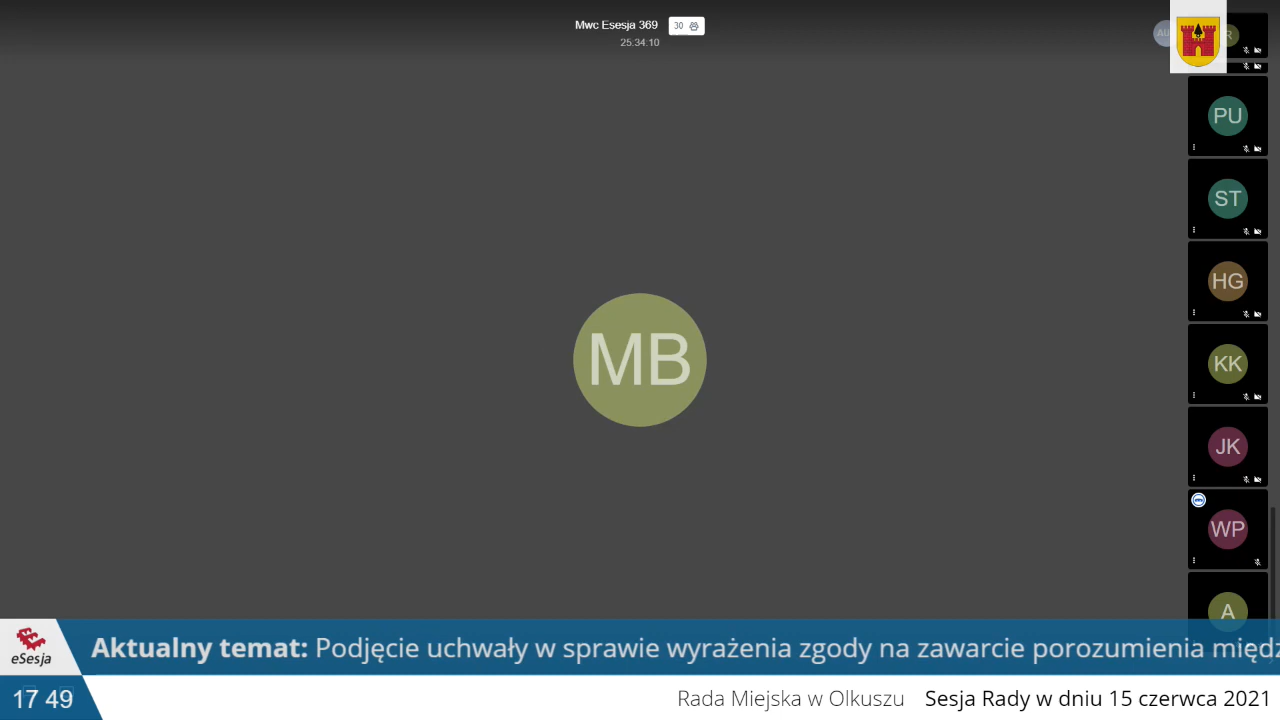 Mwc Esesja 369 30
25:34:10
AU R
PU
ST
HG
KK
JK
WP
A
MB
Aktualny temat: Podjęcie uchwały w sprawie wyrażenia zgody na zawarcie porozumienia międz
eSesja
17 49
Rada Miejska w Olkuszu Sesja Rady w dniu 15 czerwca 2021